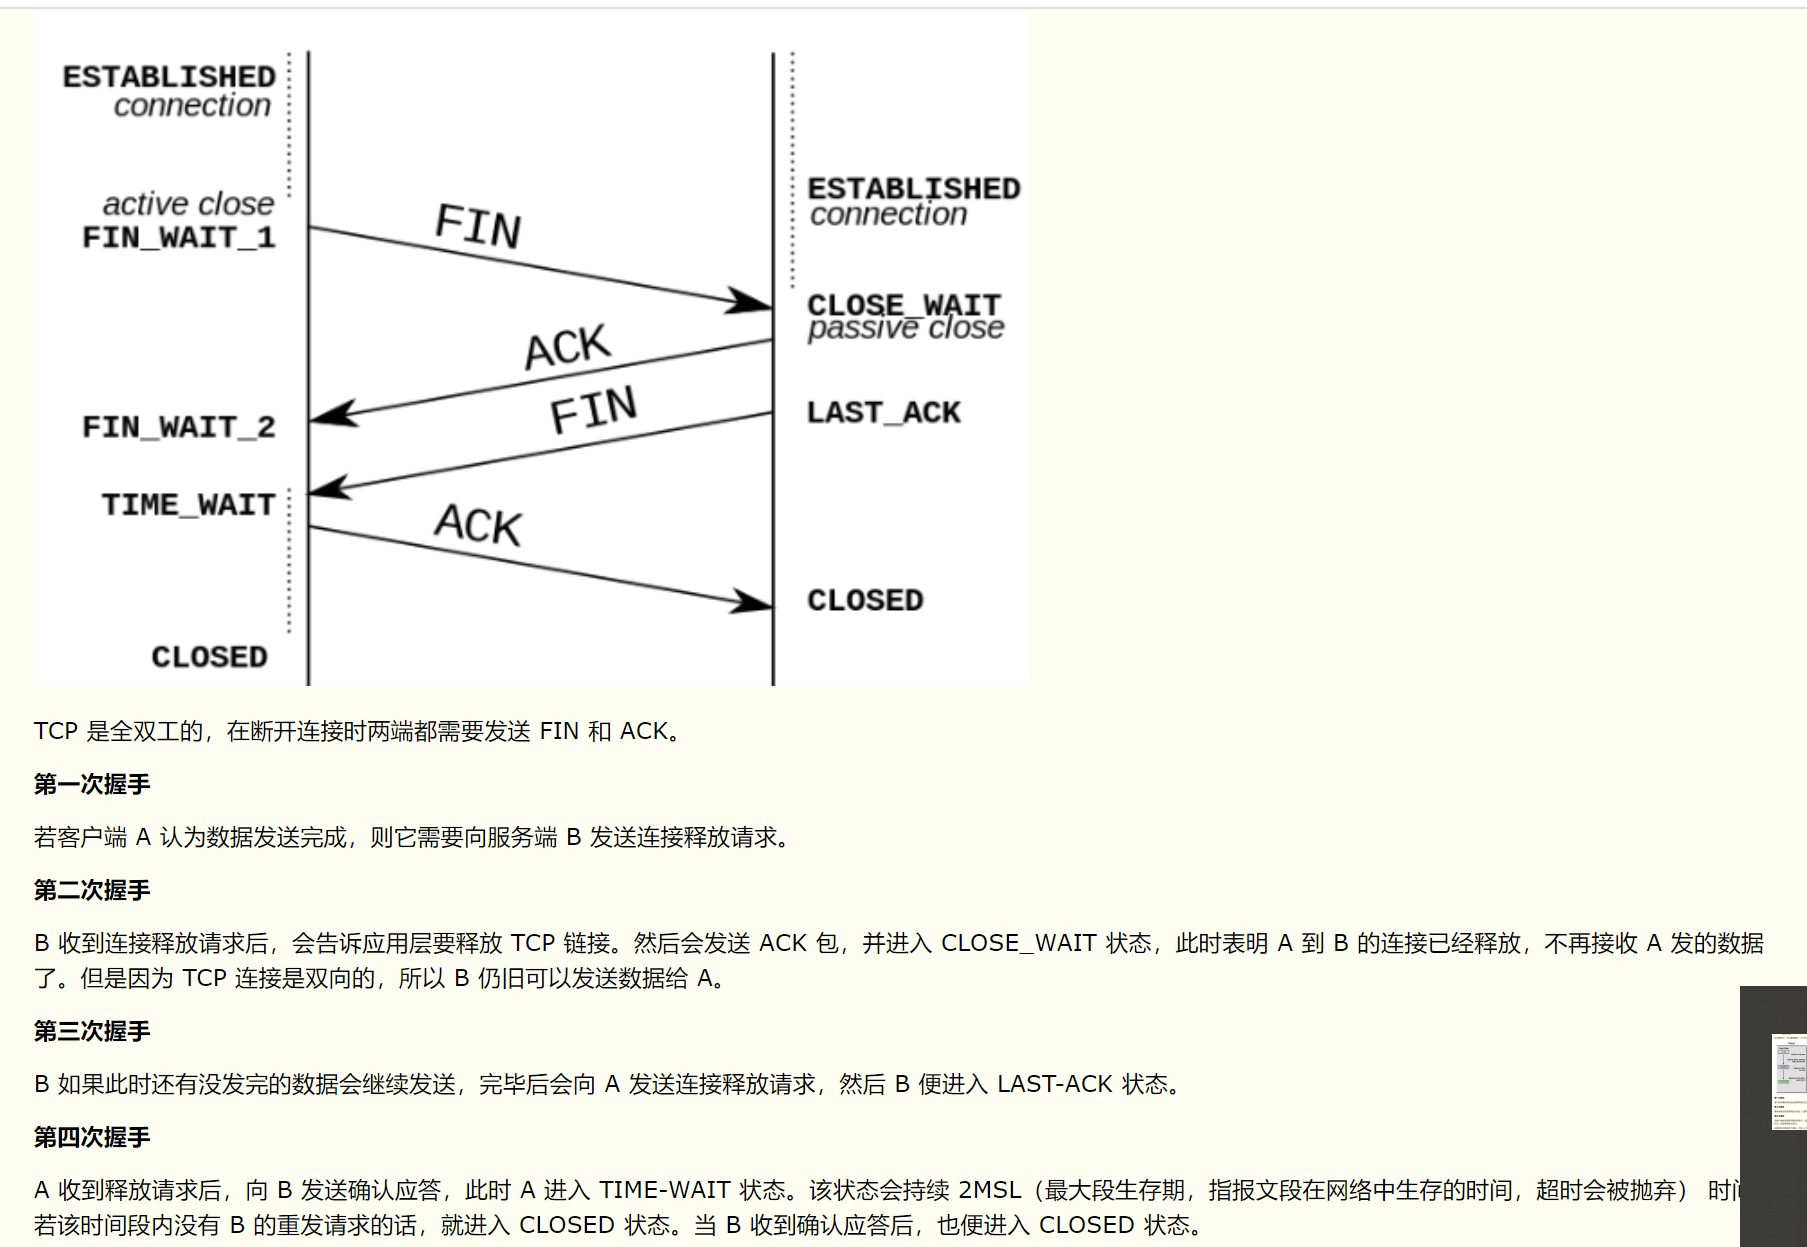 ESTABLISHED
connection
active close
FIN_WAIT_1
FIN
ESTABLISHED
connection
CLOSE_WAIT
passive close
ACK
FIN_WAIT_2
FIN
LAST_ACK
TIME_WAIT
ACK
CLOSED
CLOSED
TCP 是全双工的，在断开连接时两端都需要发送 FIN 和 ACK。
第一次握手
若客户端 A 认为数据发送完成，则它需要向服务端 B 发送连接释放请求。
第二次握手
B 收到连接释放请求后，会告诉应用层要释放 TCP 链接。然后会发送 ACK 包，并进入 CLOSE_WAIT 状态，此时表明 A 到 B 的连接已经释放，不再接收 A 发的数据
了。但是因为 TCP 连接是双向的，所以 B 仍旧可以发送数据给 A。
第三次握手
B 如果此时还有没发完的数据会继续发送，完毕后会向 A 发送连接释放请求，然后 B 便进入 LAST-ACK 状态。
第四次握手
A 收到释放请求后，向 B 发送确认应答，此时 A 进入 TIME-WAIT 状态。该状态会持续 2MSL（最大段生存期，指报文段在网络中生存的时间，超时会被抛弃） 时
若该时间段内没有 B 的重发请求的话，就进入 CLOSED 状态。当 B 收到确认应答后，也便进入 CLOSED 状态。